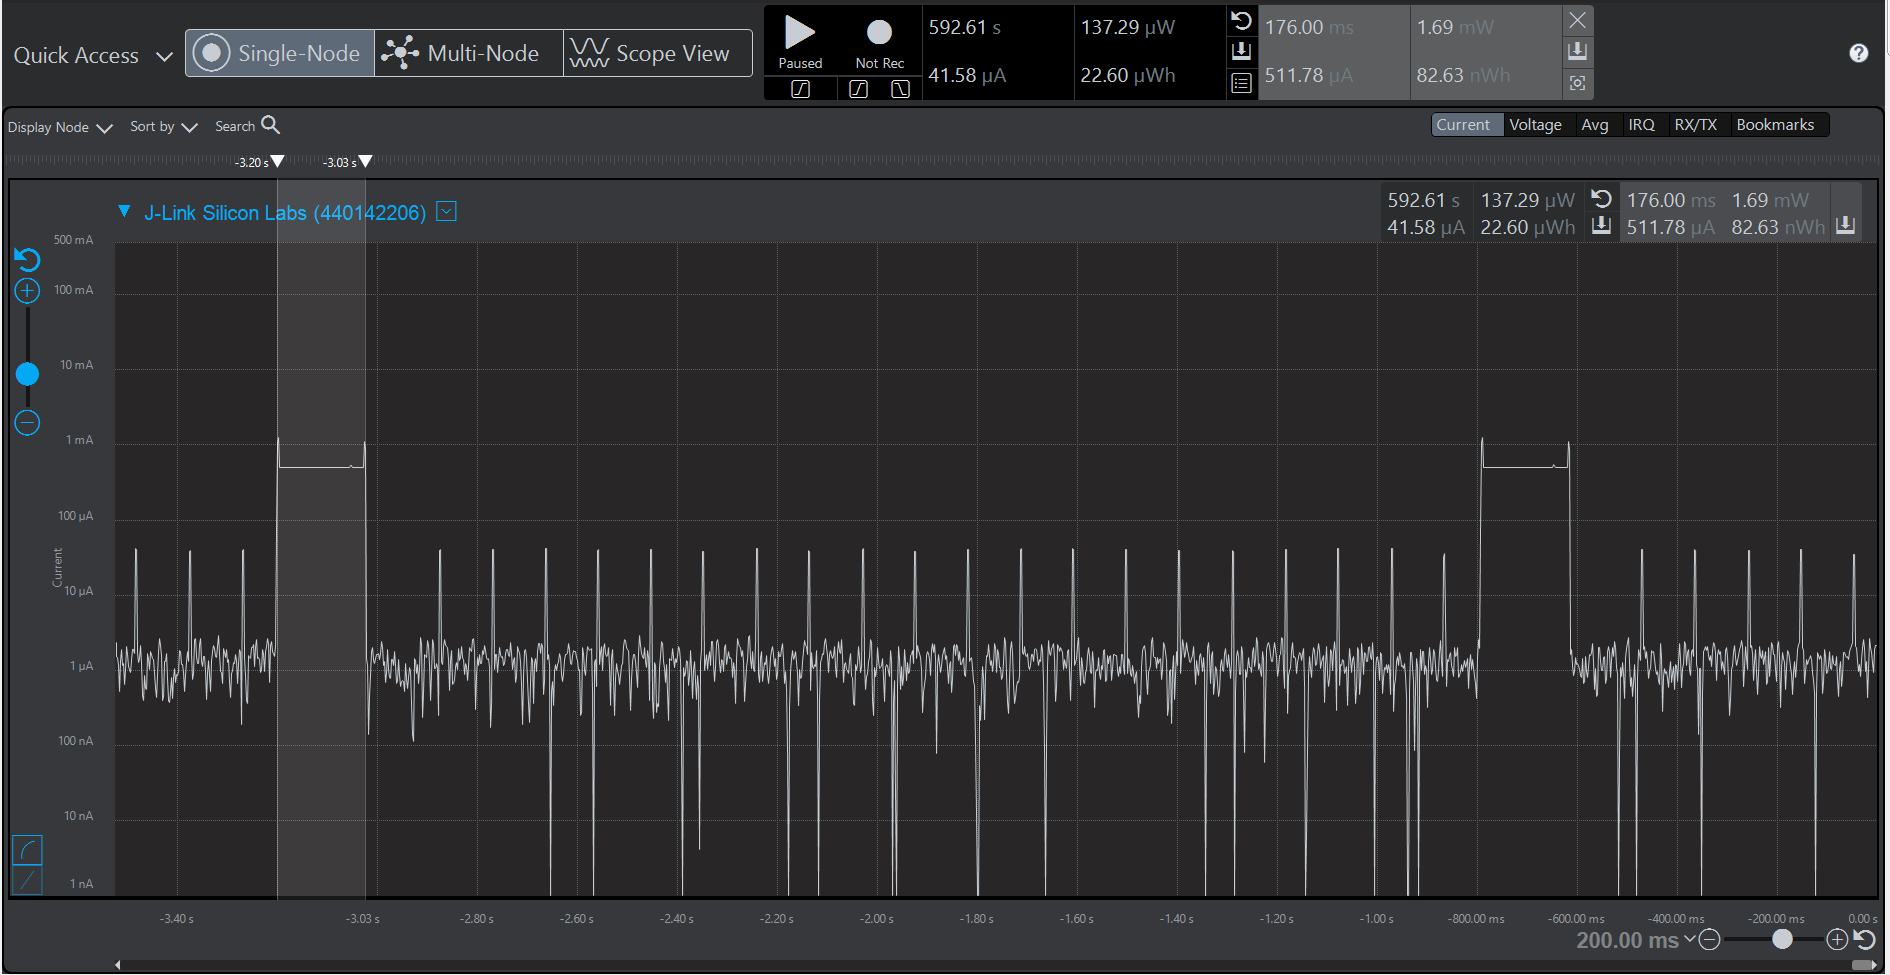 Quick Access
Single-Node
Multi-Node
Scope View
Paused
Not Rec
592.61 s
41.58 µA
137.29 µW
22.60 µWh
176.00 ms
511.78 µA
1.69 mW
82.63 nWh
?
Display Node
Sort by
Search
Current
Voltage
Avg
IRQ
RX/TX
Bookmarks
-3.20 s
-3.03 s
J-Link Silicon Labs (440142206)
592.61 s 137.29 µW
41.58 µA 22.60 µWh
176.00 ms 1.69 mW
511.78 µA 82.63 nWh
500 mA
100 mA
10 mA
1 mA
100 µA
Current
10 µA
1 µA
100 nA
10 nA
1 nA
-3.40 s -3.03 s -2.80 s -2.60 s -2.40 s -2.20 s -2.00 s -1.80 s -1.60 s -1.40 s -1.20 s -1.00 s -800.00 ms -600.00 ms -400.00 ms -200.00 ms 0.00 s
200.00 ms